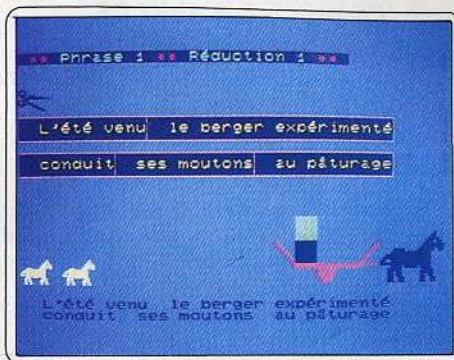 ** Phrase 1 ** Réduction 1 **
L'été venu le berger expérimenté
conduit ses moutons au pâturage
L'été venu le berger expérimenté
conduit ses moutons au pâturage